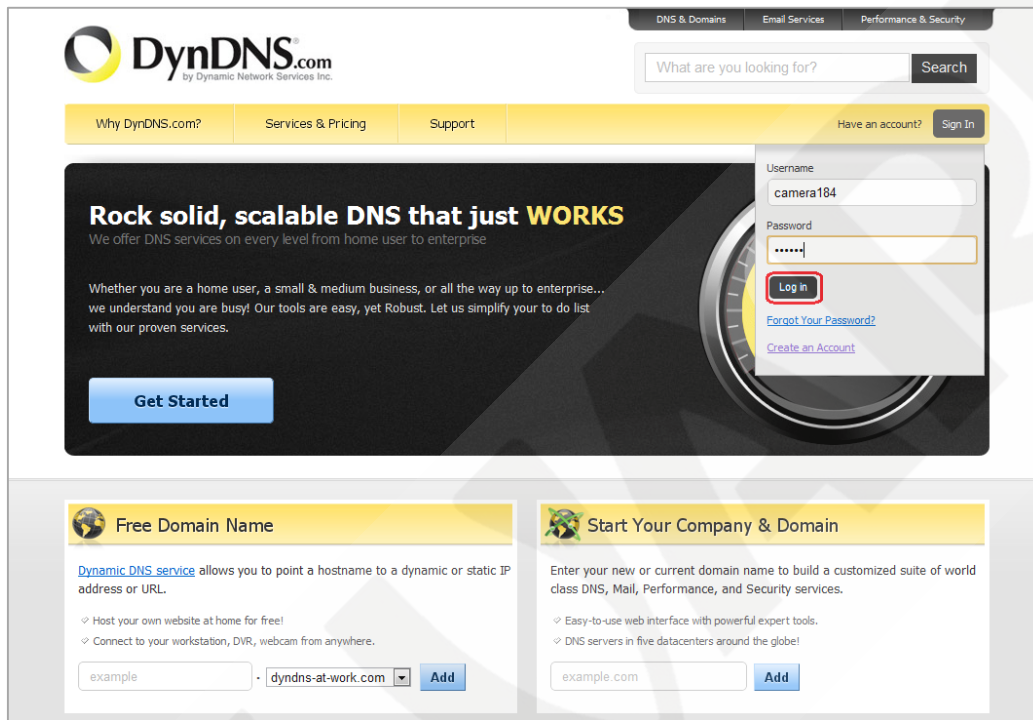 DNS & Domains Email Services Performance & Security
DynDNS.com
by Dynamic Network Services Inc.
What are you looking for? Search
Why DynDNS.com? Services & Pricing Support Have an account? Sign In
Username
camera184
Password
••••••
Log in
Forgot Your Password?
Create an Account
Rock solid, scalable DNS that just WORKS
We offer DNS services on every level from home user to enterprise
Whether you are a home user, a small & medium business, or all the way up to enterprise...
we understand you are busy! Our tools are easy, yet Robust. Let us simplify your to do list
with our proven services.
Get Started
Free Domain Name
Dynamic DNS service allows you to point a hostname to a dynamic or static IP
address or URL.
Host your own website at home for free!
Connect to your workstation, DVR, webcam from anywhere.
example - dyndns-at-work.com Add
Start Your Company & Domain
Enter your new or current domain name to build a customized suite of world
class DNS, Mail, Performance, and Security services.
Easy-to-use web interface with powerful expert tools.
DNS servers in five datacenters around the globe!
example.com Add